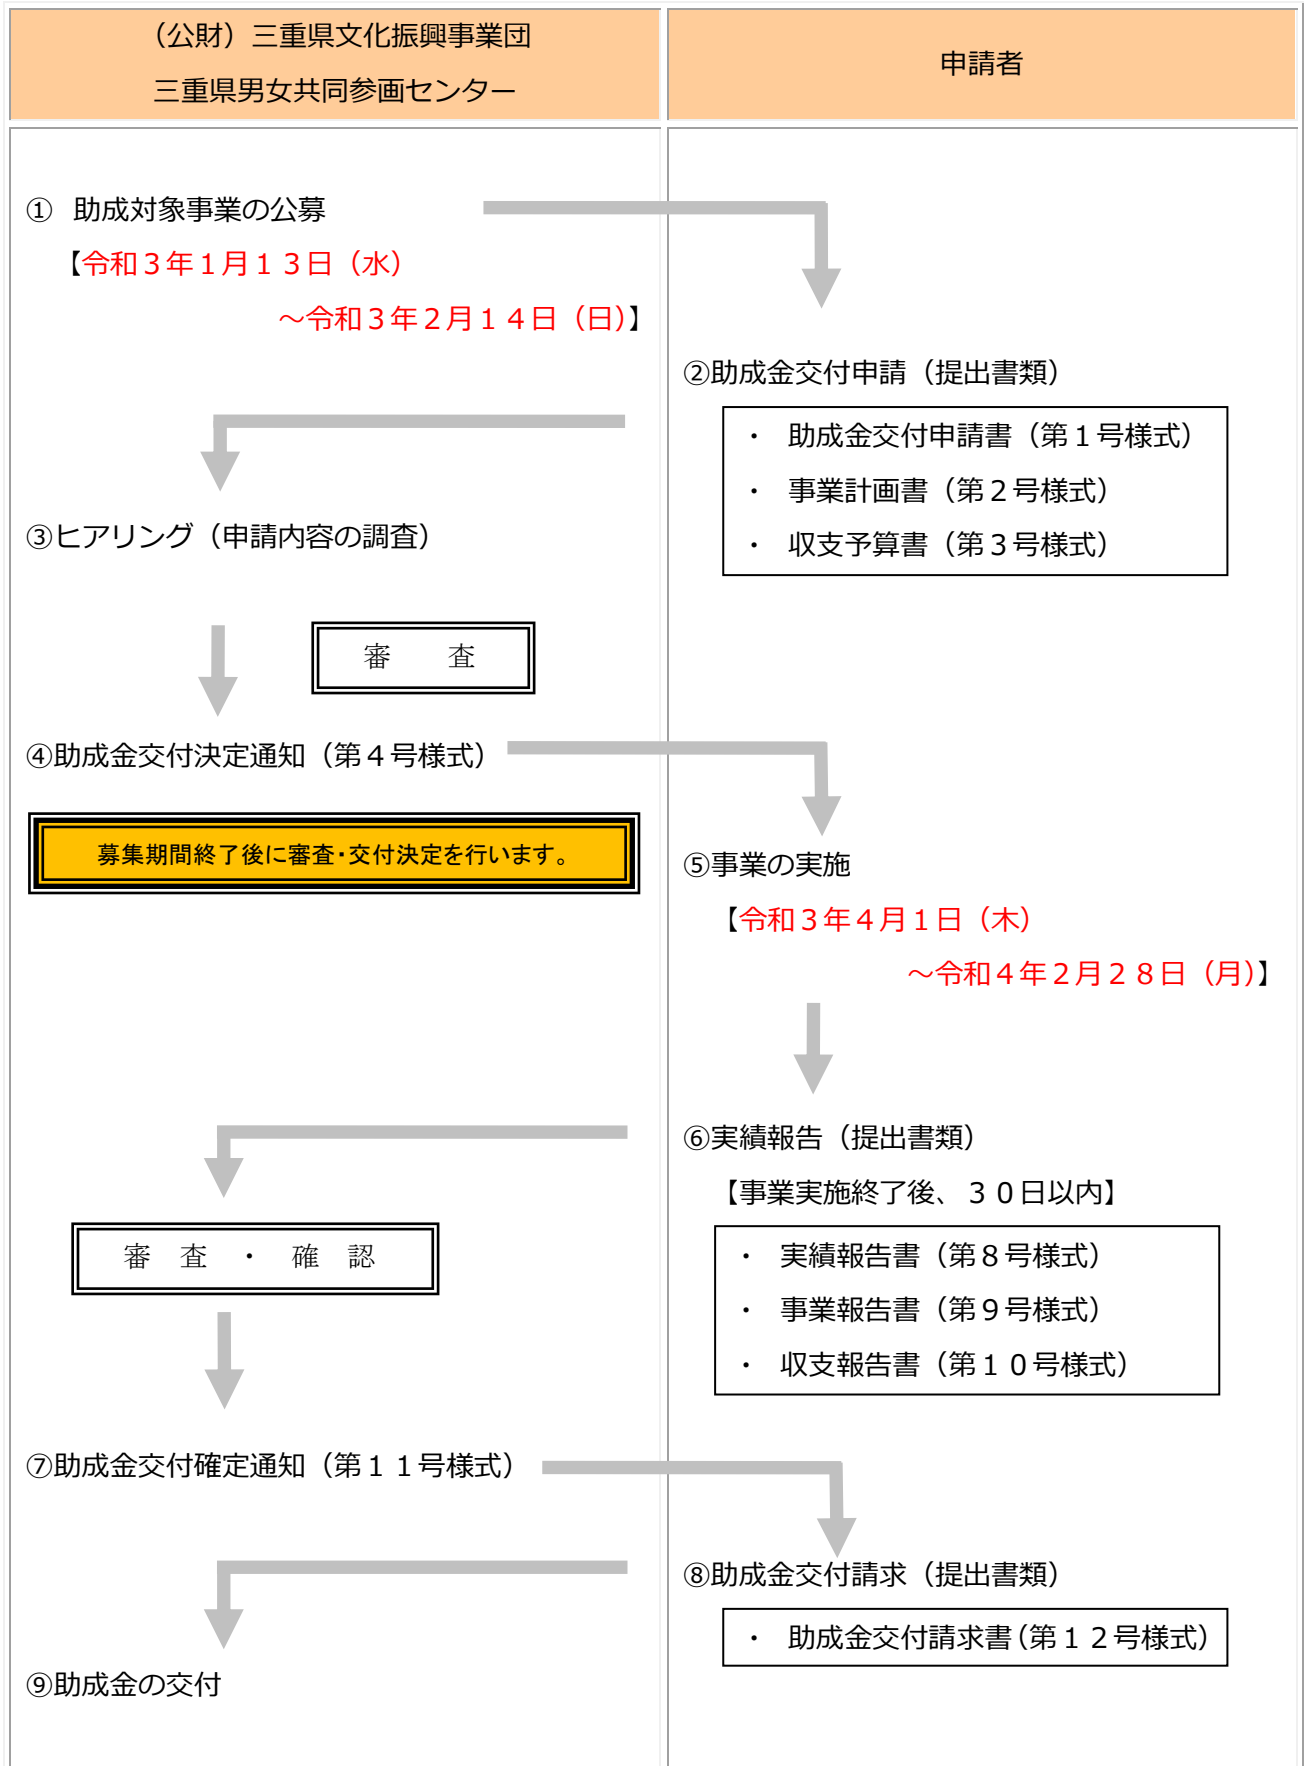 （公財）三重県文化振興事業団
三重県男女共同参画センター
申請者
①　助成対象事業の公募
【令和３年１月１３日（水）
～令和３年２月１４日（日）】
②助成金交付申請（提出書類）
・　助成金交付申請書（第１号様式）
・　事業計画書（第２号様式）
・　収支予算書（第３号様式）
③ヒアリング（申請内容の調査）
審　　査
④助成金交付決定通知（第４号様式）
募集期間終了後に審査・交付決定を行います。
⑤事業の実施
【令和３年４月１日（木）
～令和４年２月２８日（月）】
⑥実績報告（提出書類）
【事業実施終了後、３０日以内】
・　実績報告書（第８号様式）
・　事業報告書（第９号様式）
・　収支報告書（第１０号様式）
審　査　・　確　認
⑦助成金交付確定通知（第１１号様式）
⑧助成金交付請求（提出書類）
・　助成金交付請求書（第１２号様式）
⑨助成金の交付